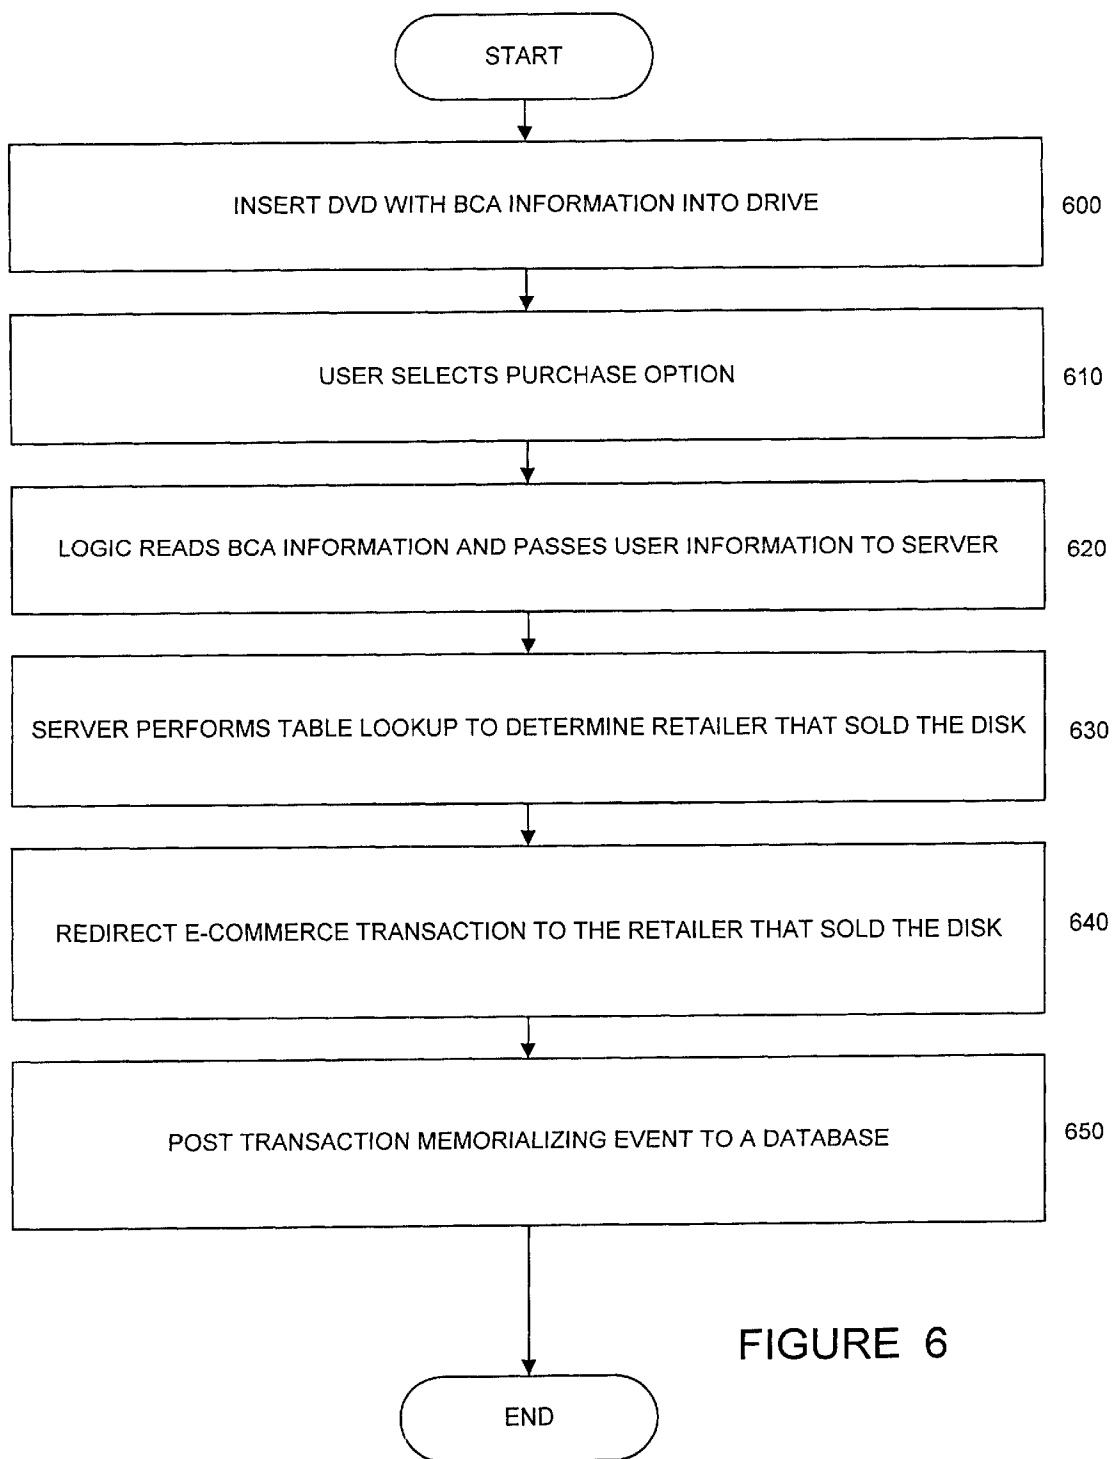 START
INSERT DVD WITH BCA INFORMATION INTO DRIVE
600
USER SELECTS PURCHASE OPTION
610
LOGIC READS BCA INFORMATION AND PASSES USER INFORMATION TO SERVER
620
SERVER PERFORMS TABLE LOOKUP TO DETERMINE RETAILER THAT SOLD THE DISK
630
REDIRECT E-COMMERCE TRANSACTION TO THE RETAILER THAT SOLD THE DISK
640
POST TRANSACTION MEMORIALIZING EVENT TO A DATABASE
650
FIGURE 6
END